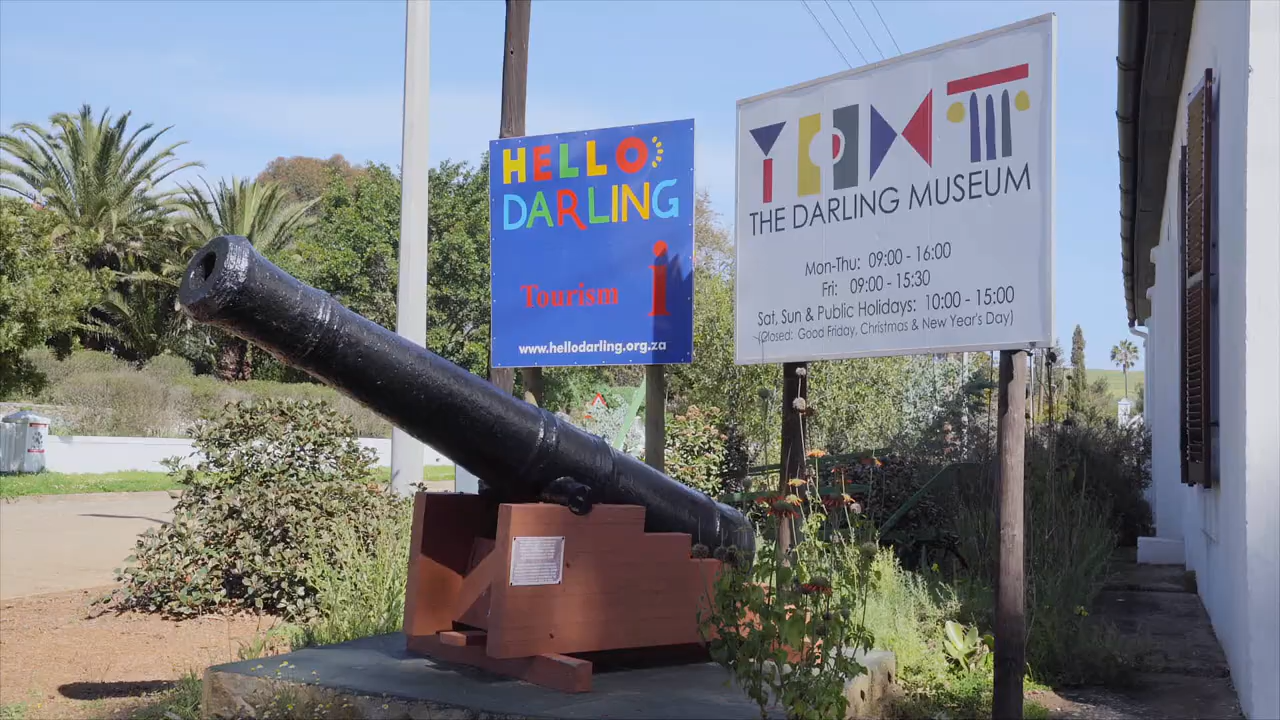 HELLO
DARLING
Tourism i
www.hellodarling.org.za
THE DARLING MUSEUM
Mon-Thu: 09:00 - 16:00
Fri: 09:00 - 15:30
Sat, Sun & Public Holidays: 10:00 - 15:00
(Closed: Good Friday, Christmas & New Year's Day)